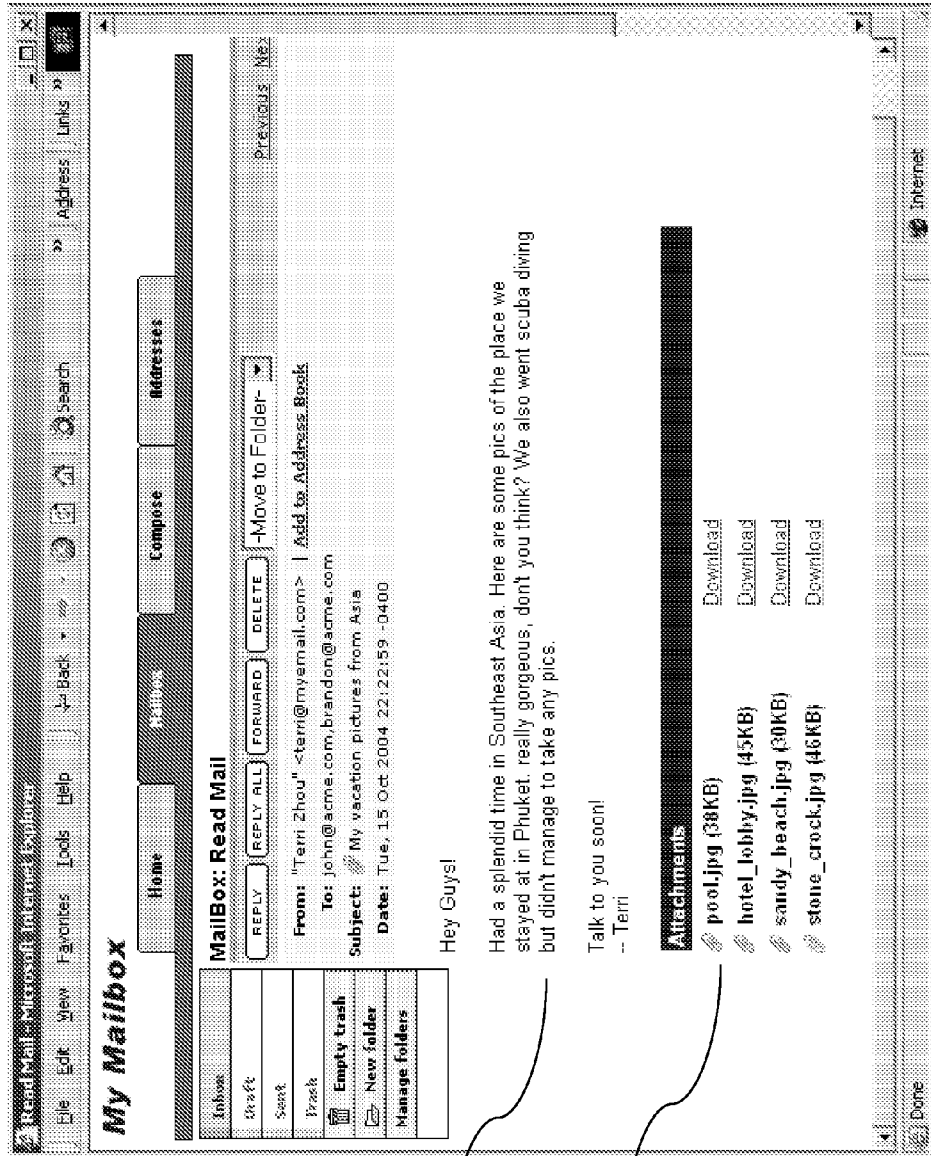 Read Mail - Microsoft Internet Explorer
File Edit View Favorites Tools Help Back Search Address Links
My Mailbox
Home Compose Addresses
Inbox
Draft
Sent
Trash
Empty trash
New folder
Manage folders
MailBox: Read Mail
REPLY REPLY ALL FORWARD DELETE -Move to Folder- Previous Nex
From: "Terri Zhou" <terri@myemail.com> | Add to Address Book
To: john@acme.com,brandon@acme.com
Subject: My vacation pictures from Asia
Date: Tue, 15 Oct 2004 22:22:59 -0400
Hey Guys!
Had a splendid time in Southeast Asia. Here are some pics of the place we
stayed at in Phuket. really gorgeous, don't you think? We also went scuba diving
but didn't manage to take any pics.
Talk to you soon!
-- Terri
Attachments
pool.jpg (38KB) Download
hotel_lobby.jpg (45KB) Download
sandy_beach.jpg (30KB) Download
stone_crock.jpg (46KB) Download
Done Internet